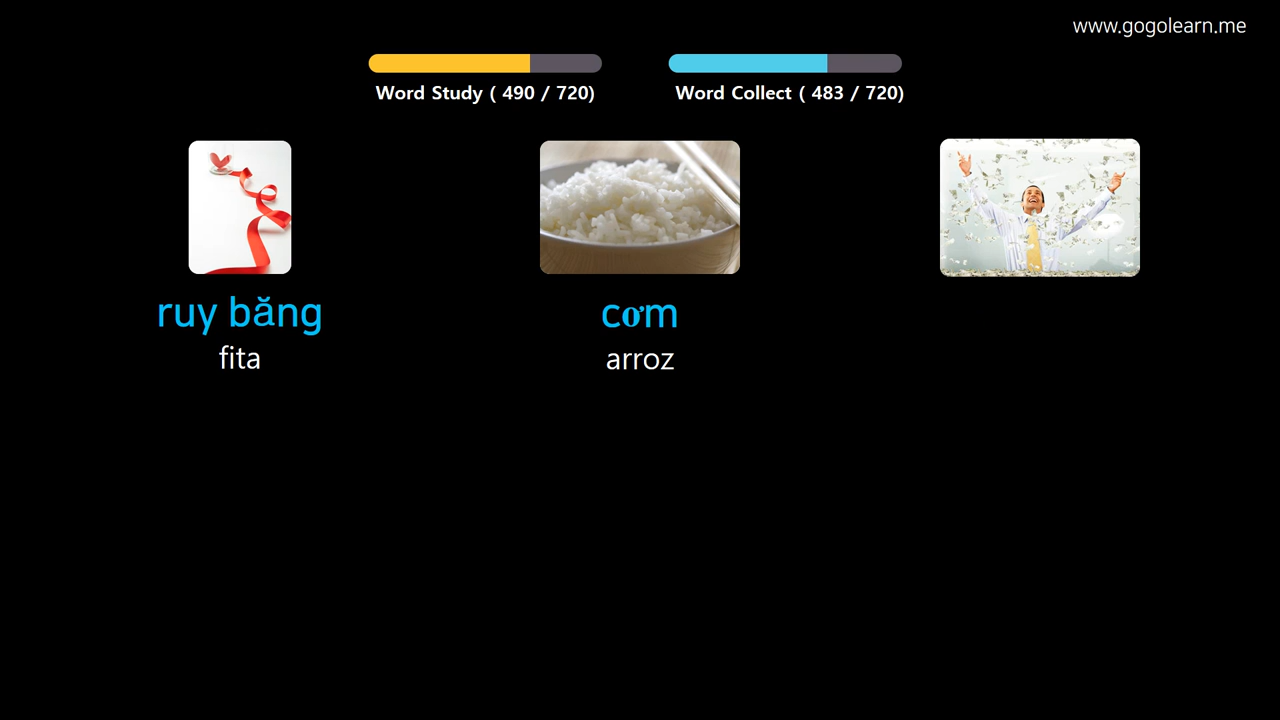 www.gogolearn.me
Word Study ( 490 / 720)
Word Collect ( 483 / 720)
ruy băng
cơm
fita
arroz